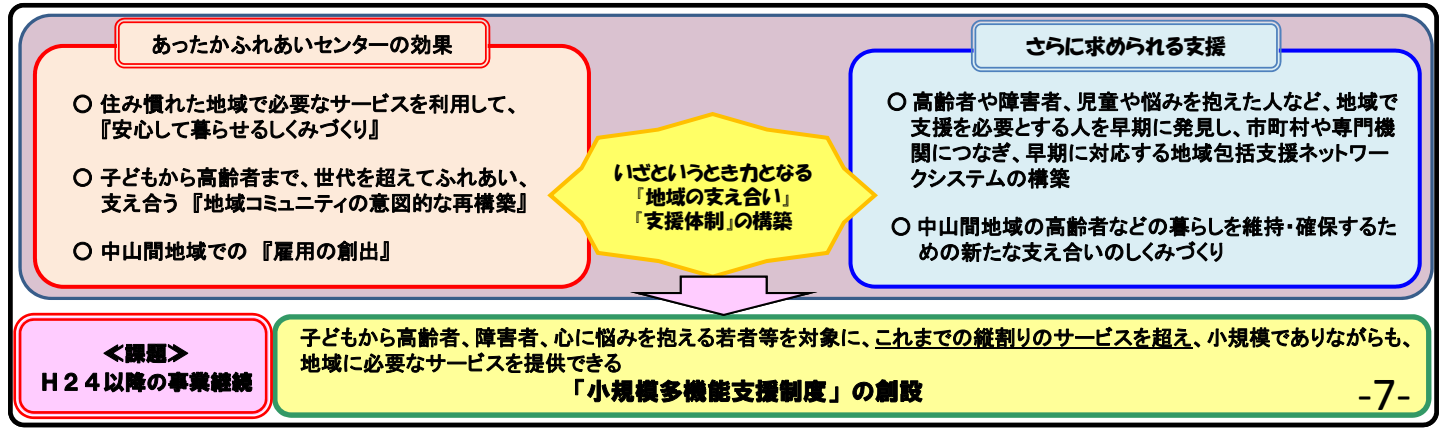 あったかふれあいセンターの効果
○ 住み慣れた地域で必要なサービスを利用して、
『安心して暮らせるしくみづくり』
○ 子どもから高齢者まで、世代を超えてふれあい、
支え合う 『地域コミュニティの意図的な再構築』
○ 中山間地域での 『雇用の創出』
いざというとき力となる
『地域の支え合い』
『支援体制』の構築
さらに求められる支援
○ 高齢者や障害者、児童や悩みを抱えた人など、地域で
支援を必要とする人を早期に発見し、市町村や専門機
関につなぎ、早期に対応する地域包括支援ネットワー
クシステムの構築
○ 中山間地域の高齢者などの暮らしを維持・確保するた
めの新たな支え合いのしくみづくり
≪課題≫
H24以降の事業継続
子どもから高齢者、障害者、心に悩みを抱える若者等を対象に、これまでの縦割りのサービスを超え、小規模でありながらも、
地域に必要なサービスを提供できる
「小規模多機能支援制度」の創設
-7-